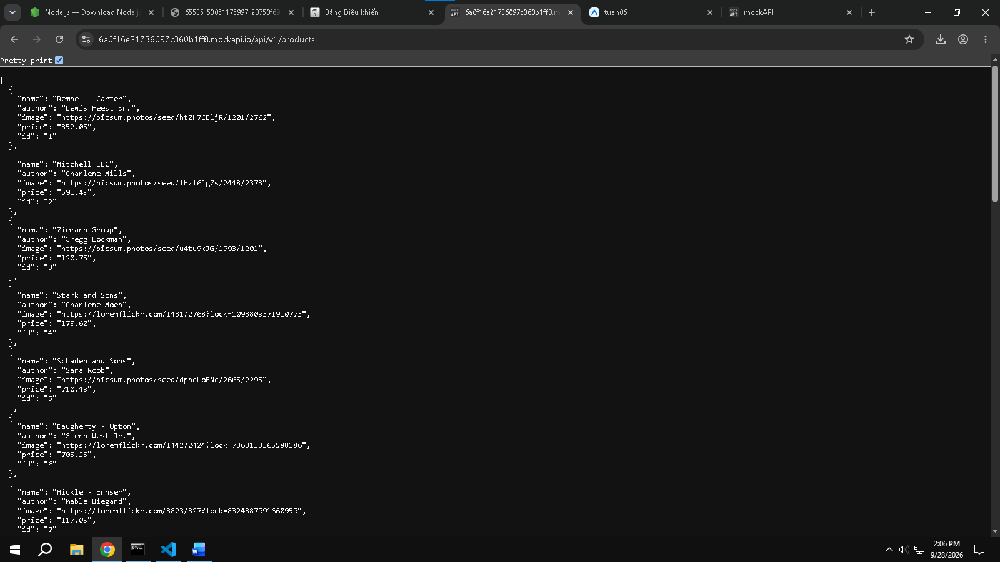 Node.js — Download Node.j
65535_53051175997_28750f69
Bảng Điều khiển
mock API
6a0f16e21736097c360b1ff8.m
tuan06
mock API
mockAPI
6a0f16e21736097c360b1ff8.mockapi.io/api/v1/products
Pretty-print
[
  {
    "name": "Rempel - Carter",
    "author": "Lewis Feest Sr.",
    "image": "https://picsum.photos/seed/htZH7CEljR/1201/2762",
    "price": "852.05",
    "id": "1"
  },
  {
    "name": "Mitchell LLC",
    "author": "Charlene Mills",
    "image": "https://picsum.photos/seed/lHzl6JgZs/2448/2373",
    "price": "591.49",
    "id": "2"
  },
  {
    "name": "Ziemann Group",
    "author": "Gregg Lockman",
    "image": "https://picsum.photos/seed/u4tu9kJG/1993/1201",
    "price": "120.75",
    "id": "3"
  },
  {
    "name": "Stark and Sons",
    "author": "Charlene Moen",
    "image": "https://loremflickr.com/1431/2768?lock=1093809371910773",
    "price": "179.60",
    "id": "4"
  },
  {
    "name": "Schaden and Sons",
    "author": "Sara Roob",
    "image": "https://picsum.photos/seed/dpbcUoBNc/2665/2295",
    "price": "710.49",
    "id": "5"
  },
  {
    "name": "Daugherty - Upton",
    "author": "Glenn West Jr.",
    "image": "https://loremflickr.com/1442/2424?lock=7363133365588186",
    "price": "705.25",
    "id": "6"
  },
  {
    "name": "Hickle - Ernser",
    "author": "Mable Wiegand",
    "image": "https://loremflickr.com/3823/827?lock=8324887991660959",
    "price": "117.09",
    "id": "7"
2:06 PM
9/28/2026